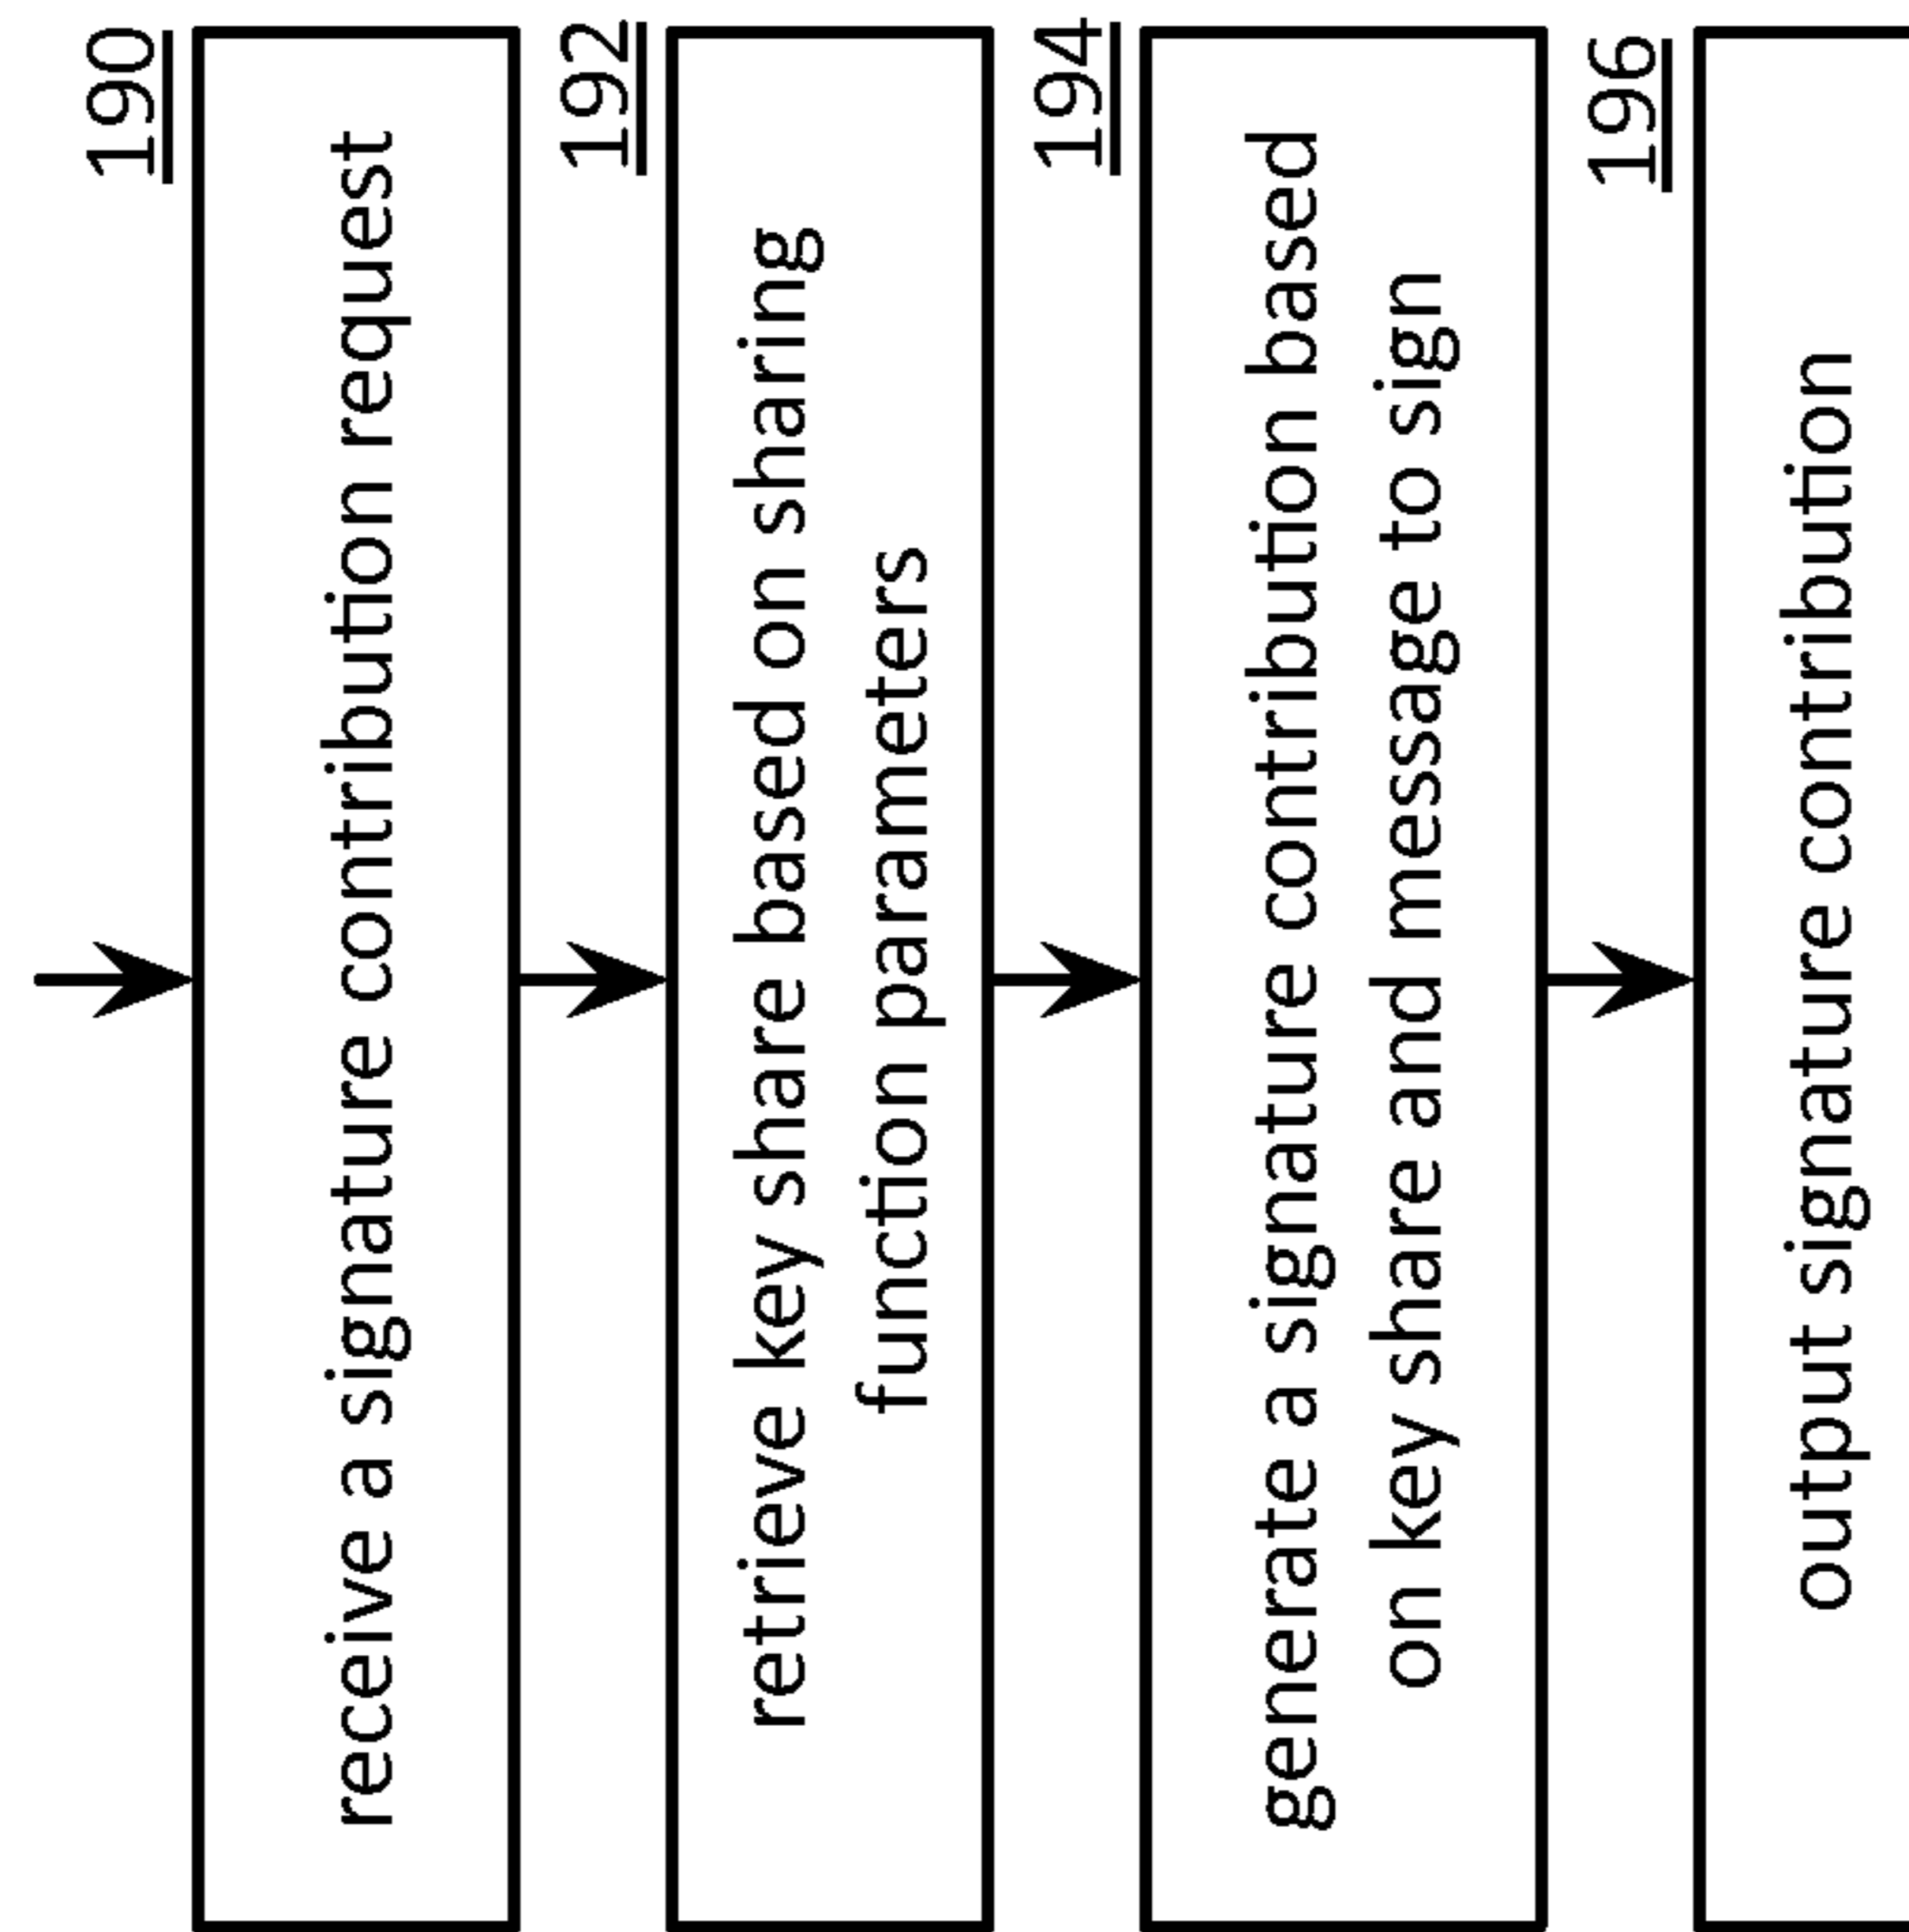 190
receive a signature contribution request
192
retrieve key share based on sharing
function parameters
194
generate a signature contribution based
on key share and message to sign
196
output signature contribution